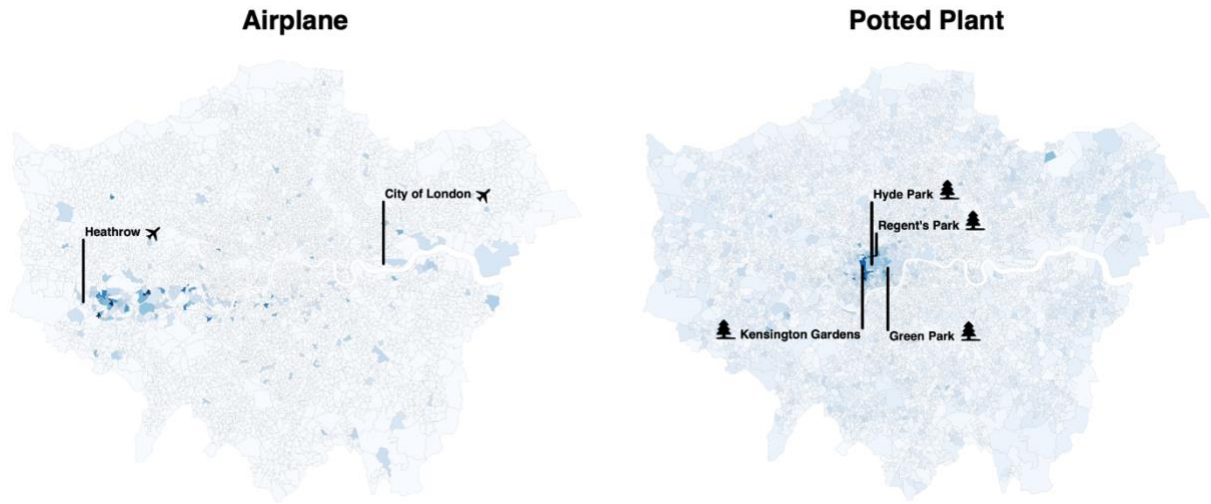 Airplane
Potted Plant
City of London
Heathrow
Hyde Park
Regent's Park
Kensington Gardens
Green Park